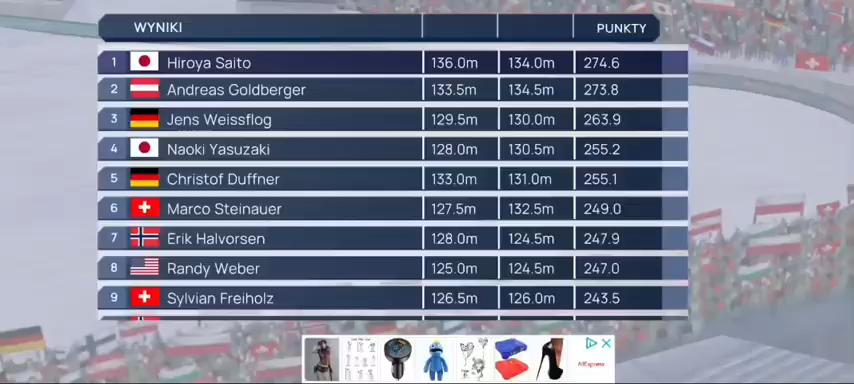 WYNIKI PUNKTY
1 Hiroya Saito 136.0m 134.0m 274.6
2 Andreas Goldberger 133.5m 134.5m 273.8
3 Jens Weissflog 129.5m 130.0m 263.9
4 Naoki Yasuzaki 128.0m 130.5m 255.2
5 Christof Duffner 133.0m 131.0m 255.1
6 Marco Steinauer 127.5m 132.5m 249.0
7 Erik Halvorsen 128.0m 124.5m 247.9
8 Randy Weber 125.0m 124.5m 247.0
9 Sylvian Freiholz 126.5m 126.0m 243.5
AliExpress